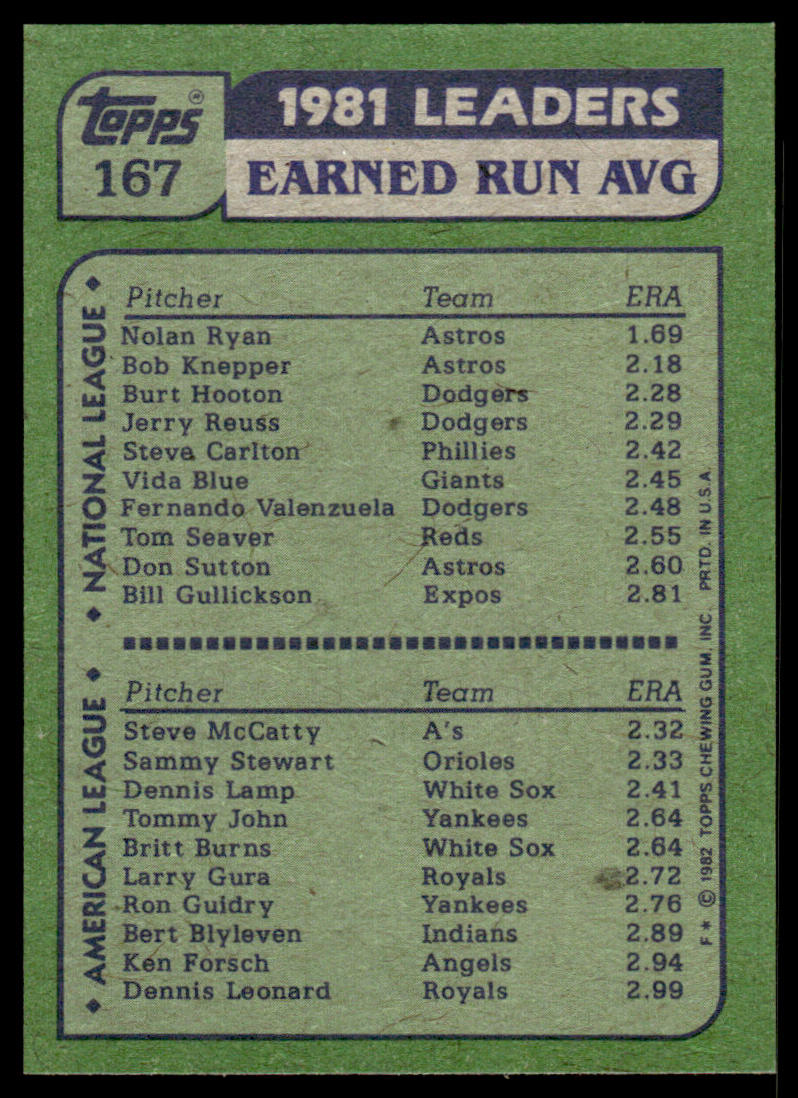 topps®
167
1981 LEADERS
EARNED RUN AVG
◆ NATIONAL LEAGUE ◆
Pitcher Team ERA
Nolan Ryan Astros 1.69
Bob Knepper Astros 2.18
Burt Hooton Dodgers 2.28
Jerry Reuss Dodgers 2.29
Steve Carlton Phillies 2.42
Vida Blue Giants 2.45
Fernando Valenzuela Dodgers 2.48
Tom Seaver Reds 2.55
Don Sutton Astros 2.60
Bill Gullickson Expos 2.81
◆ AMERICAN LEAGUE ◆
Pitcher Team ERA
Steve McCatty A's 2.32
Sammy Stewart Orioles 2.33
Dennis Lamp White Sox 2.41
Tommy John Yankees 2.64
Britt Burns White Sox 2.64
Larry Gura Royals 2.72
Ron Guidry Yankees 2.76
Bert Blyleven Indians 2.89
Ken Forsch Angels 2.94
Dennis Leonard Royals 2.99
F* © 1982 TOPPS CHEWING GUM, INC. PRTD. IN U.S.A.